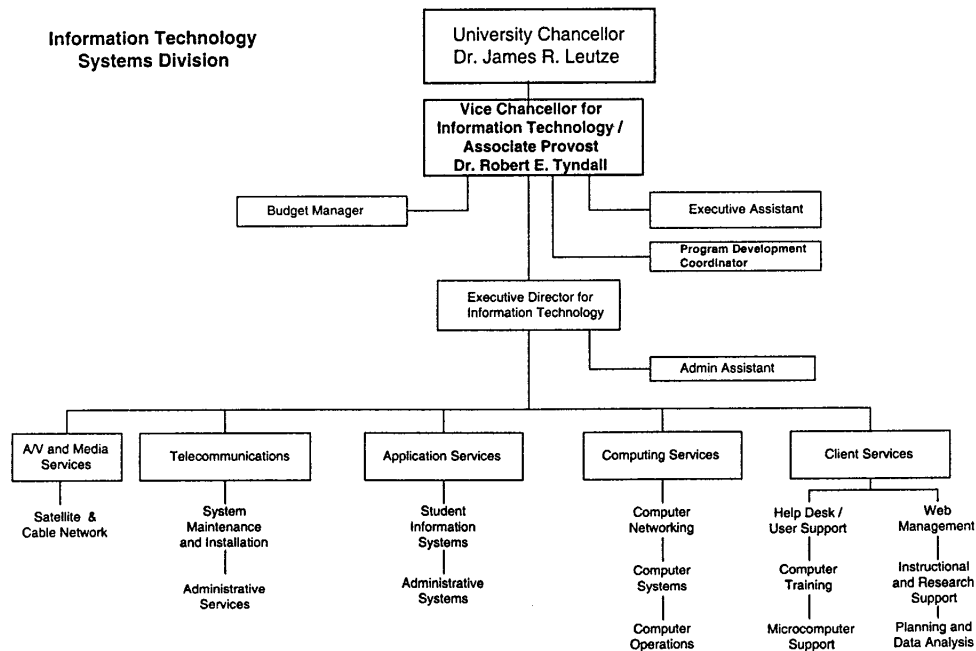 Information Technology
Systems Division
University Chancellor
Dr. James R. Leutze
Vice Chancellor for
Information Technology /
Associate Provost
Dr. Robert E. Tyndall
Budget Manager
Executive Assistant
Program Development
Coordinator
Executive Director for
Information Technology
Admin Assistant
A/V and Media
Services
Telecommunications
Application Services
Computing Services
Client Services
Satellite &
Cable Network
System
Maintenance
and Installation
Administrative
Services
Student
Information
Systems
Administrative
Systems
Computer
Networking
Computer
Systems
Computer
Operations
Help Desk /
User Support
Computer
Training
Microcomputer
Support
Web
Management
Instructional
and Research
Support
Planning and
Data Analysis